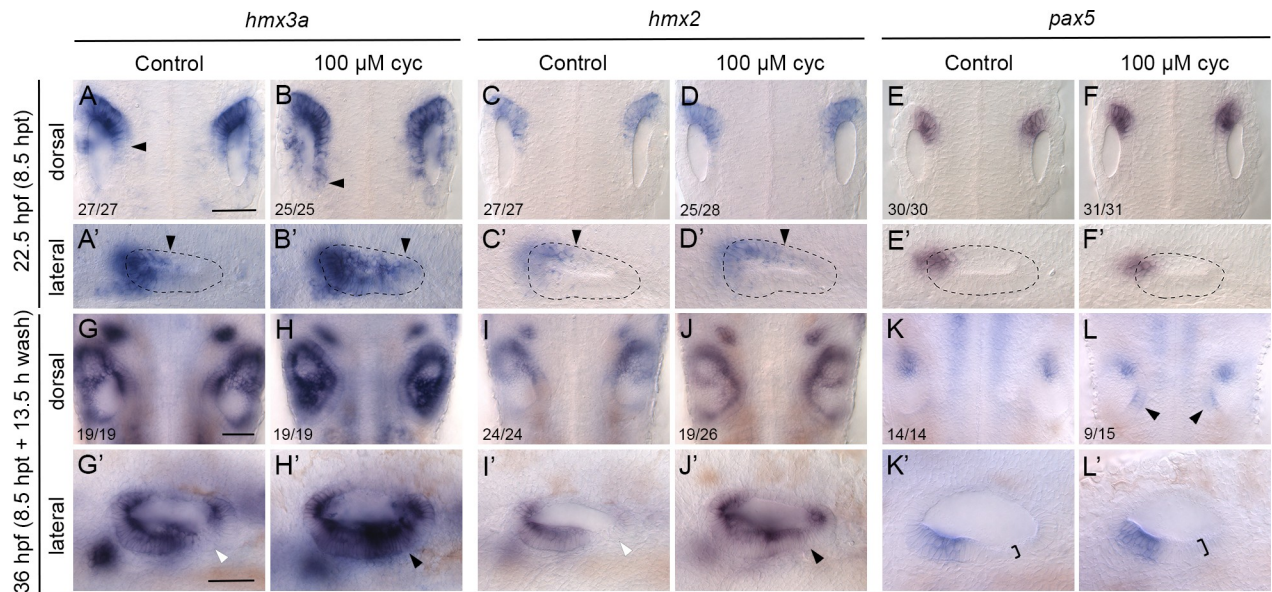 hmx3a hmx2 pax5
Control 100 µM cyc Control 100 µM cyc Control 100 µM cyc
22.5 hpf (8.5 hpt)
dorsal
A B C D E F
27/27 25/25 27/27 25/28 30/30 31/31
lateral
A’ B’ C’ D’ E’ F’
36 hpf (8.5 hpt + 13.5 h wash)
dorsal
G H I J K L
19/19 19/19 24/24 19/26 14/14 9/15
lateral
G’ H’ I’ J’ K’ L’